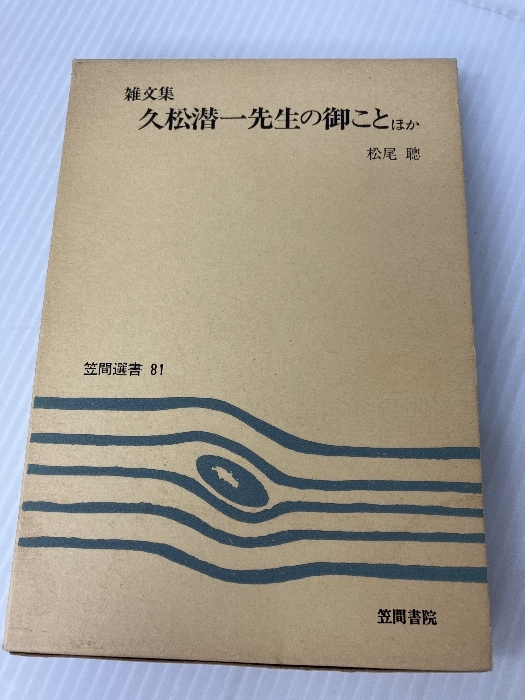 雑文集
久松潜一先生の御ことほか
松尾 聰
笠間選書 81
笠間書院